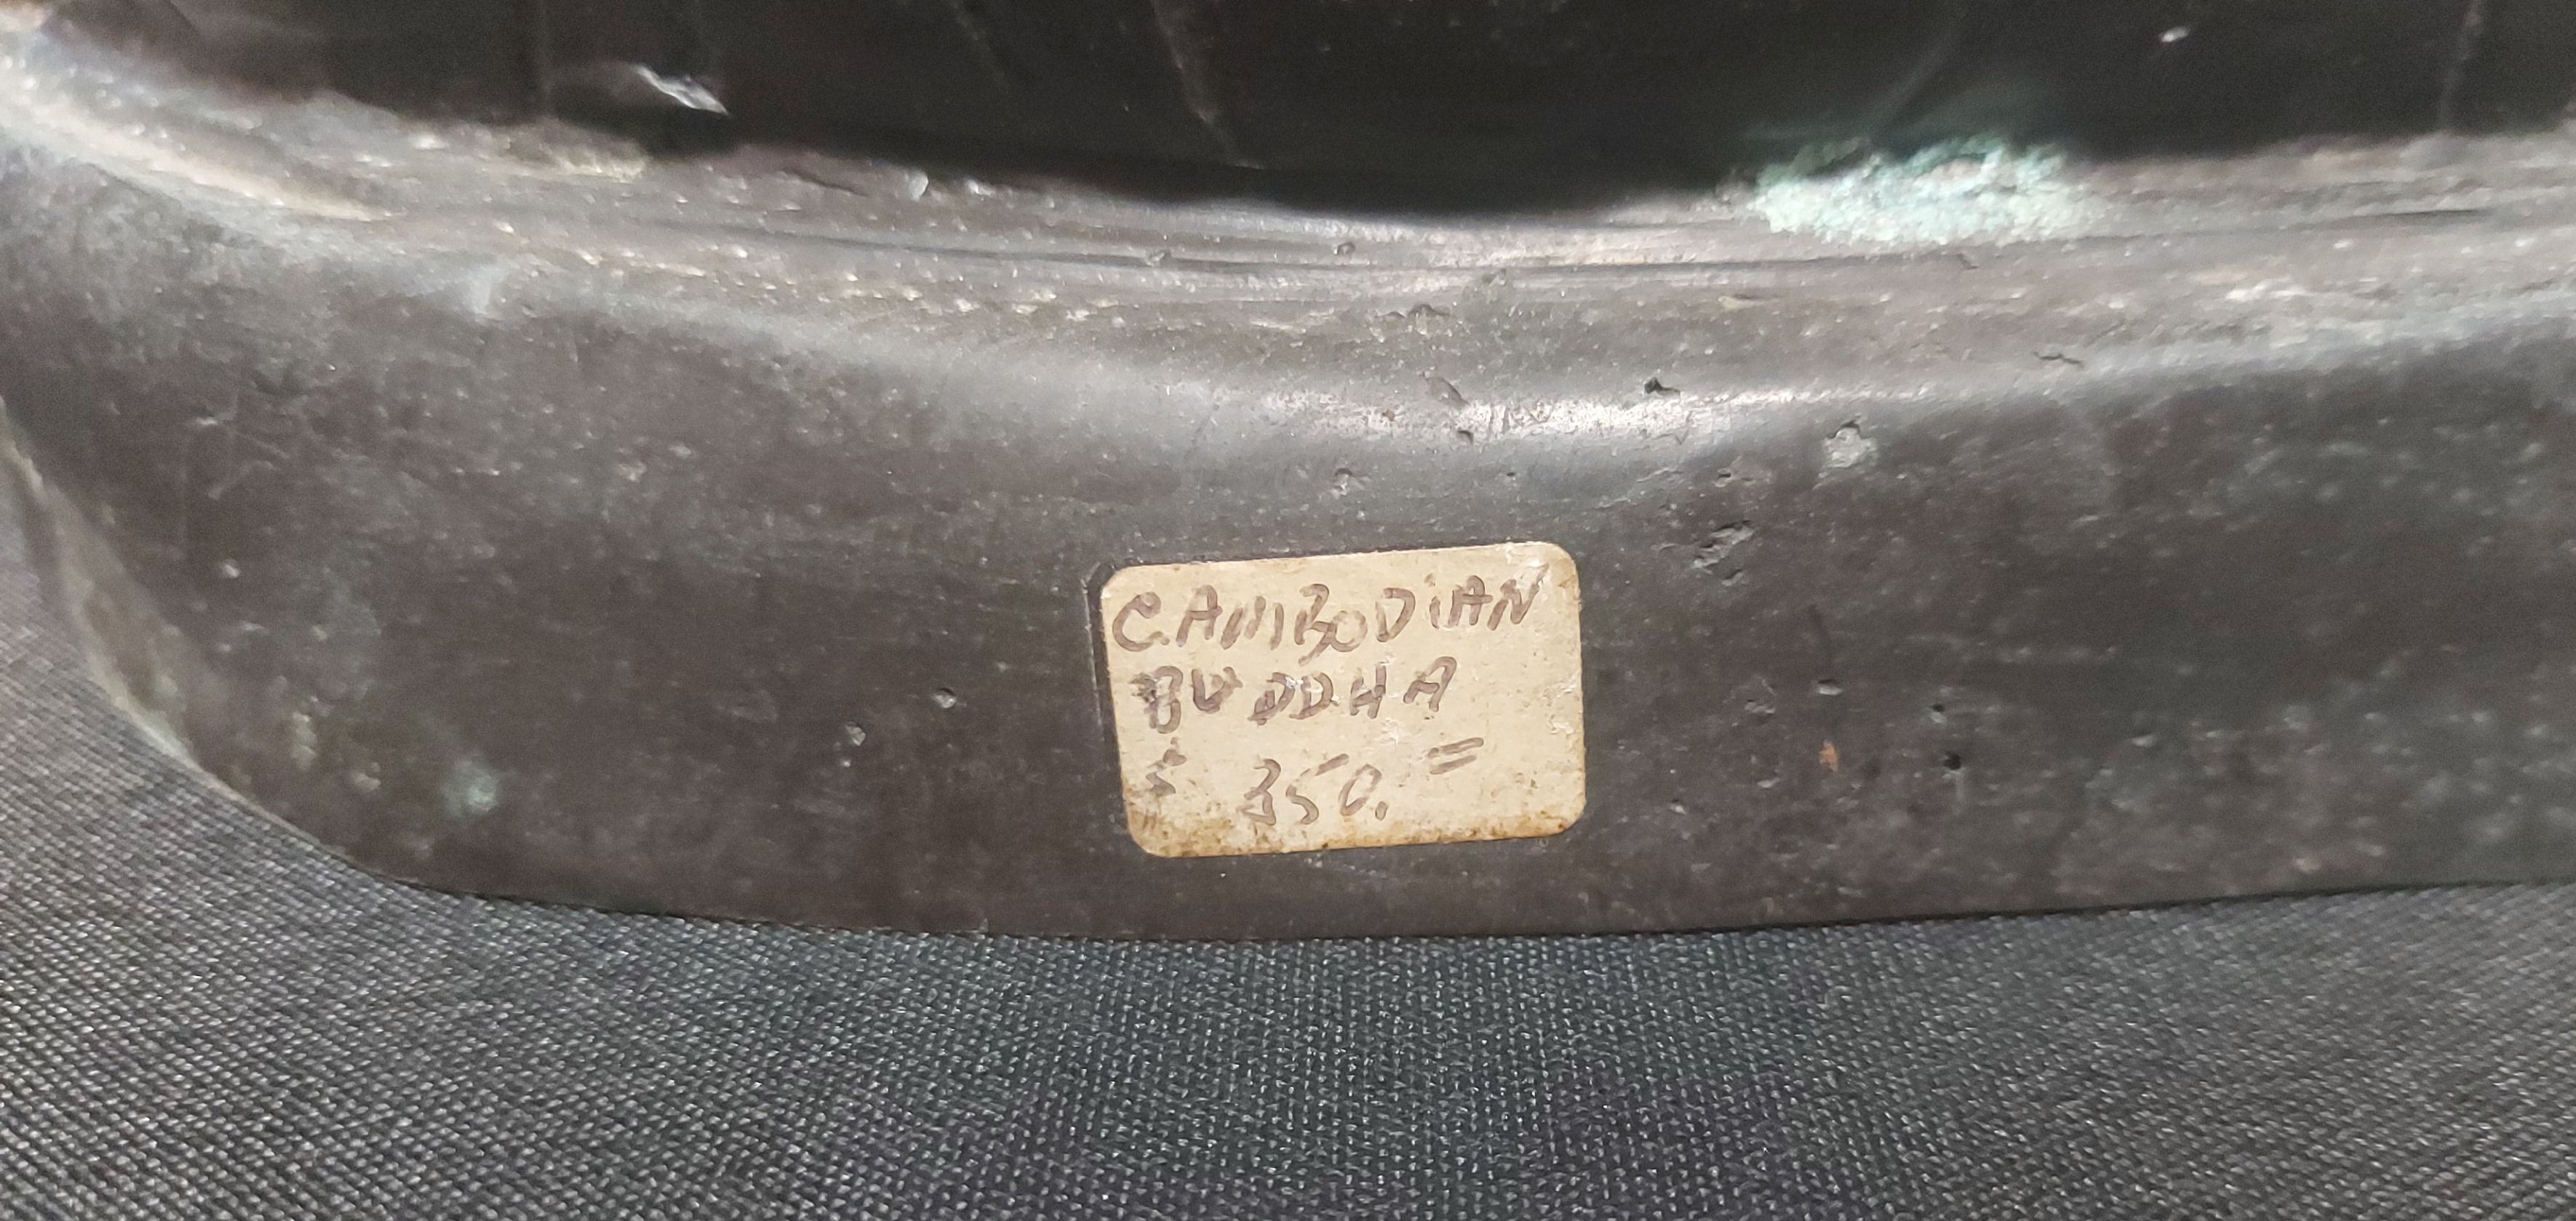 CAMBODiAN
BUDDHA
$ 350.=